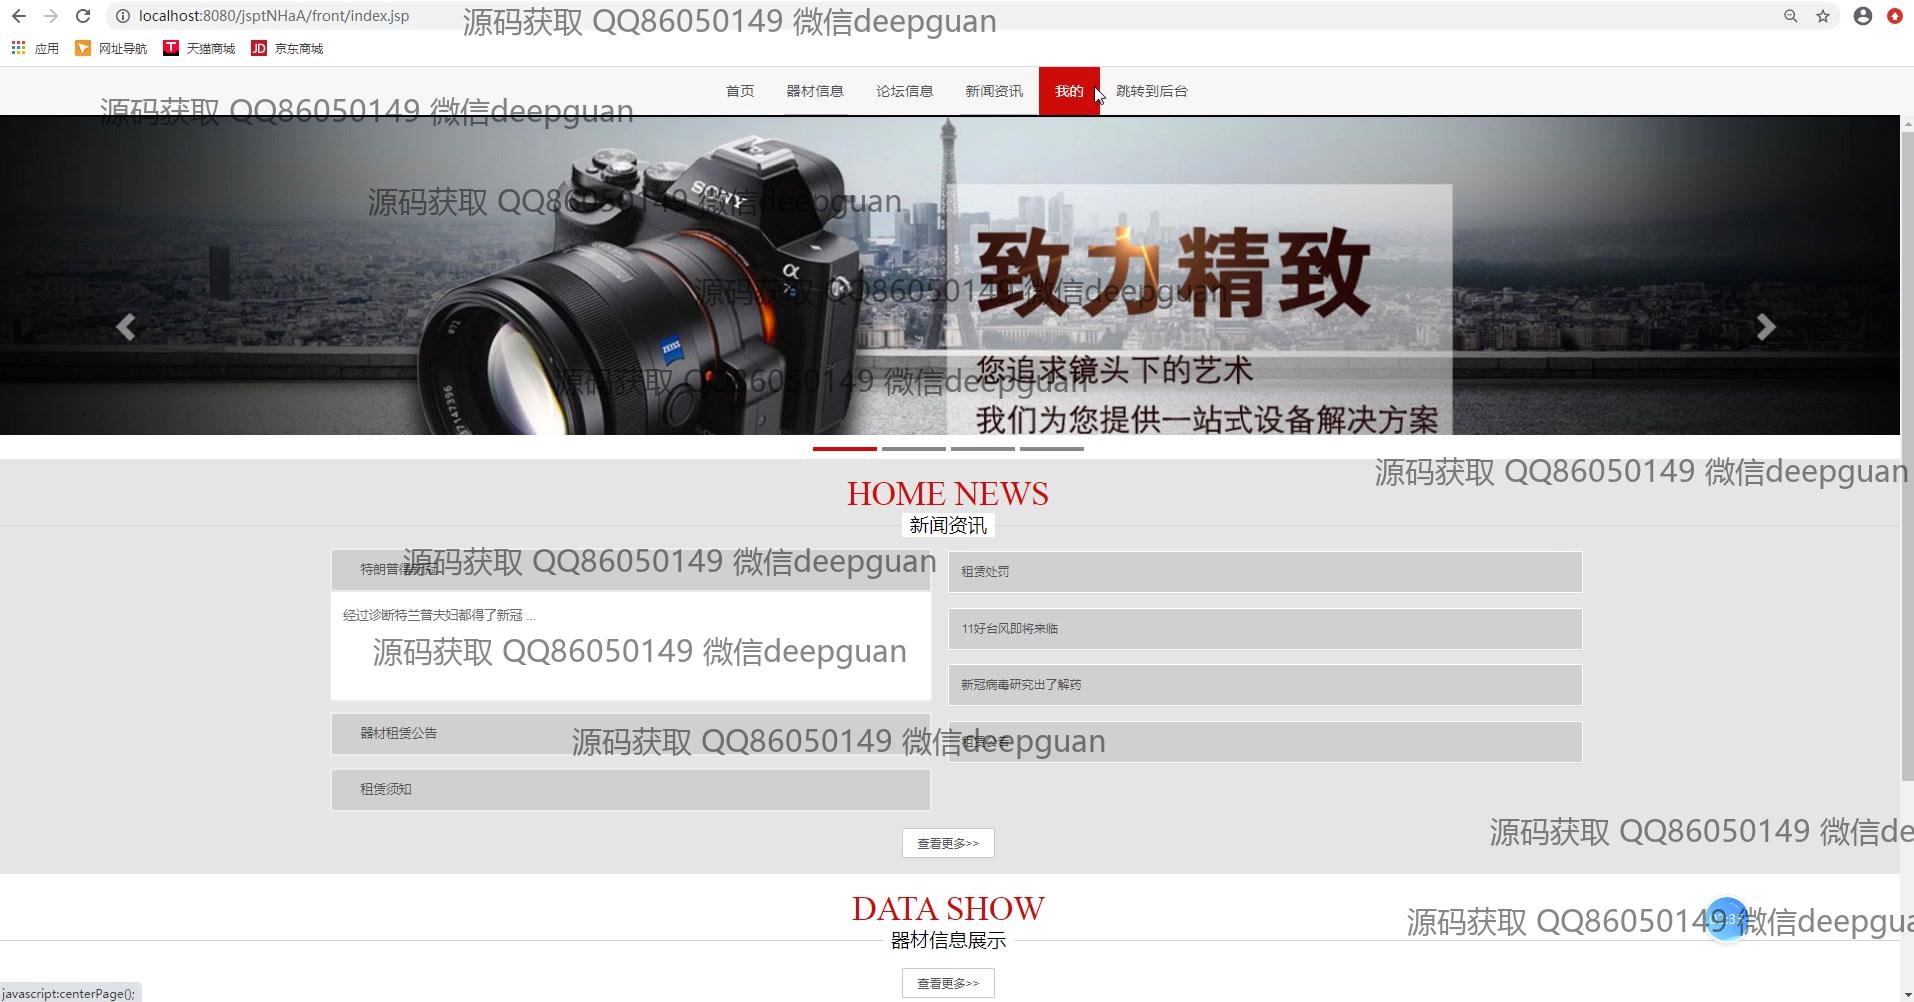 localhost:8080/jsptNHaA/front/index.jsp
源码获取 QQ86050149 微信deepguan
应用 网址导航 天猫商城 京东商城
首页 器材信息 论坛信息 新闻资讯 我的 跳转到后台
源码获取 QQ86050149 微信deepguan
源码获取 QQ86050149 微信deepguan
SONY
α
致力精致
源码获取 QQ86050149 微信deepguan
ZEISS
您追求镜头下的艺术
源码获取 QQ86050149 微信deepguan
我们为您提供一站式设备解决方案
源码获取 QQ86050149 微信deepguan
HOME NEWS
新闻资讯
源码获取 QQ86050149 微信deepguan
特朗普得新冠
租赁处罚
经过诊断特兰普夫妇都得了新冠 ...
11好台风即将来临
源码获取 QQ86050149 微信deepguan
新冠病毒研究出了解药
器材租赁公告
源码获取 QQ86050149 微信deepguan
租赁公告
租赁须知
源码获取 QQ86050149 微信de
查看更多>>
DATA SHOW
源码获取 QQ86050149 微信deepgua
器材信息展示
查看更多>>
javascript:centerPage();